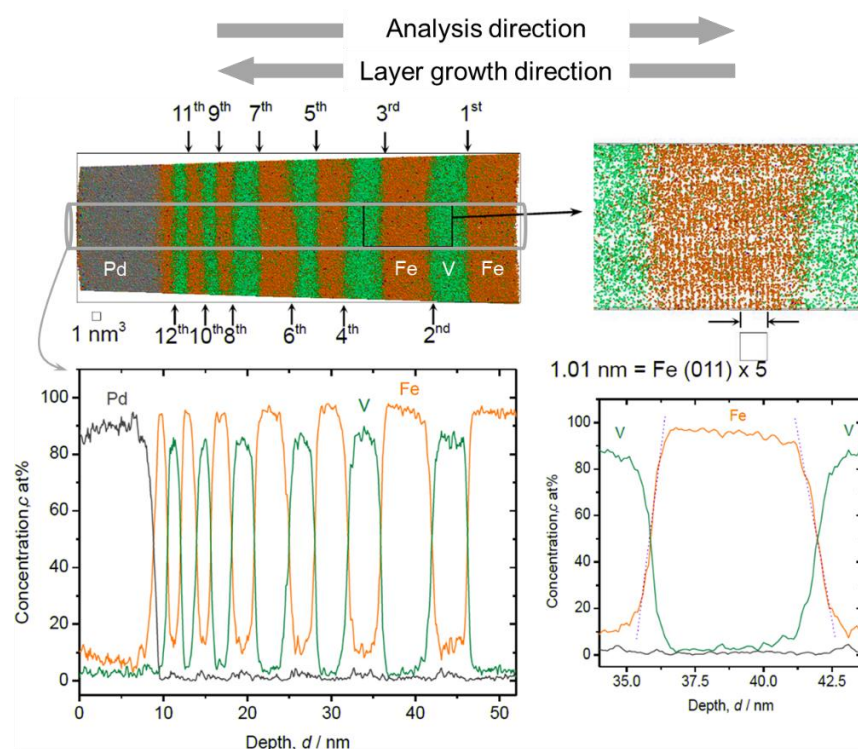 Analysis direction
Layer growth direction
11th 9th 7th 5th 3rd 1st
Pd Fe V Fe
1 nm3
12th 10th 8th 6th 4th 2nd
1.01 nm = Fe (011) x 5
Pd V Fe
Concentration,c at%
100
80
60
40
20
0
0 10 20 30 40 50
Depth, d / nm
V Fe V
Concentration,c at%
100
80
60
40
20
0
35.0 37.5 40.0 42.5
Depth, d / nm